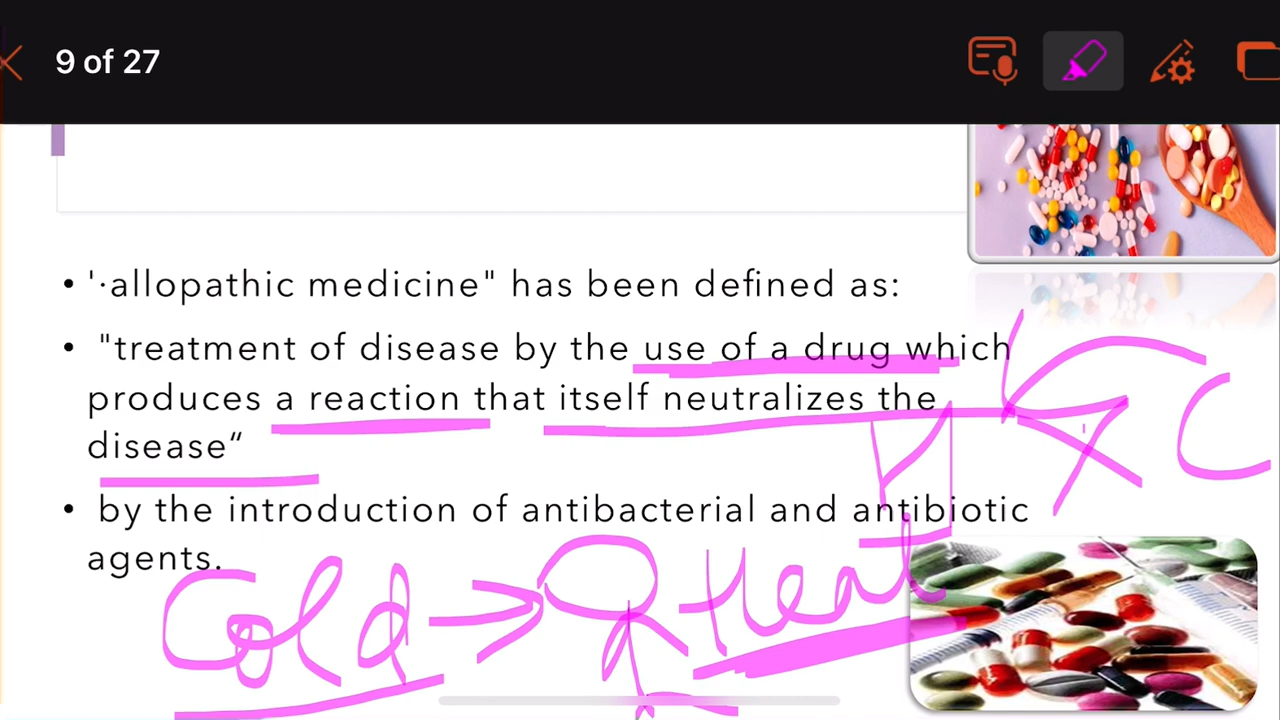 9 of 27
• '·allopathic medicine" has been defined as:
• "treatment of disease by the use of a drug which
produces a reaction that itself neutralizes the
disease“
• by the introduction of antibacterial and antibiotic
agents.
Cold → Heat
C